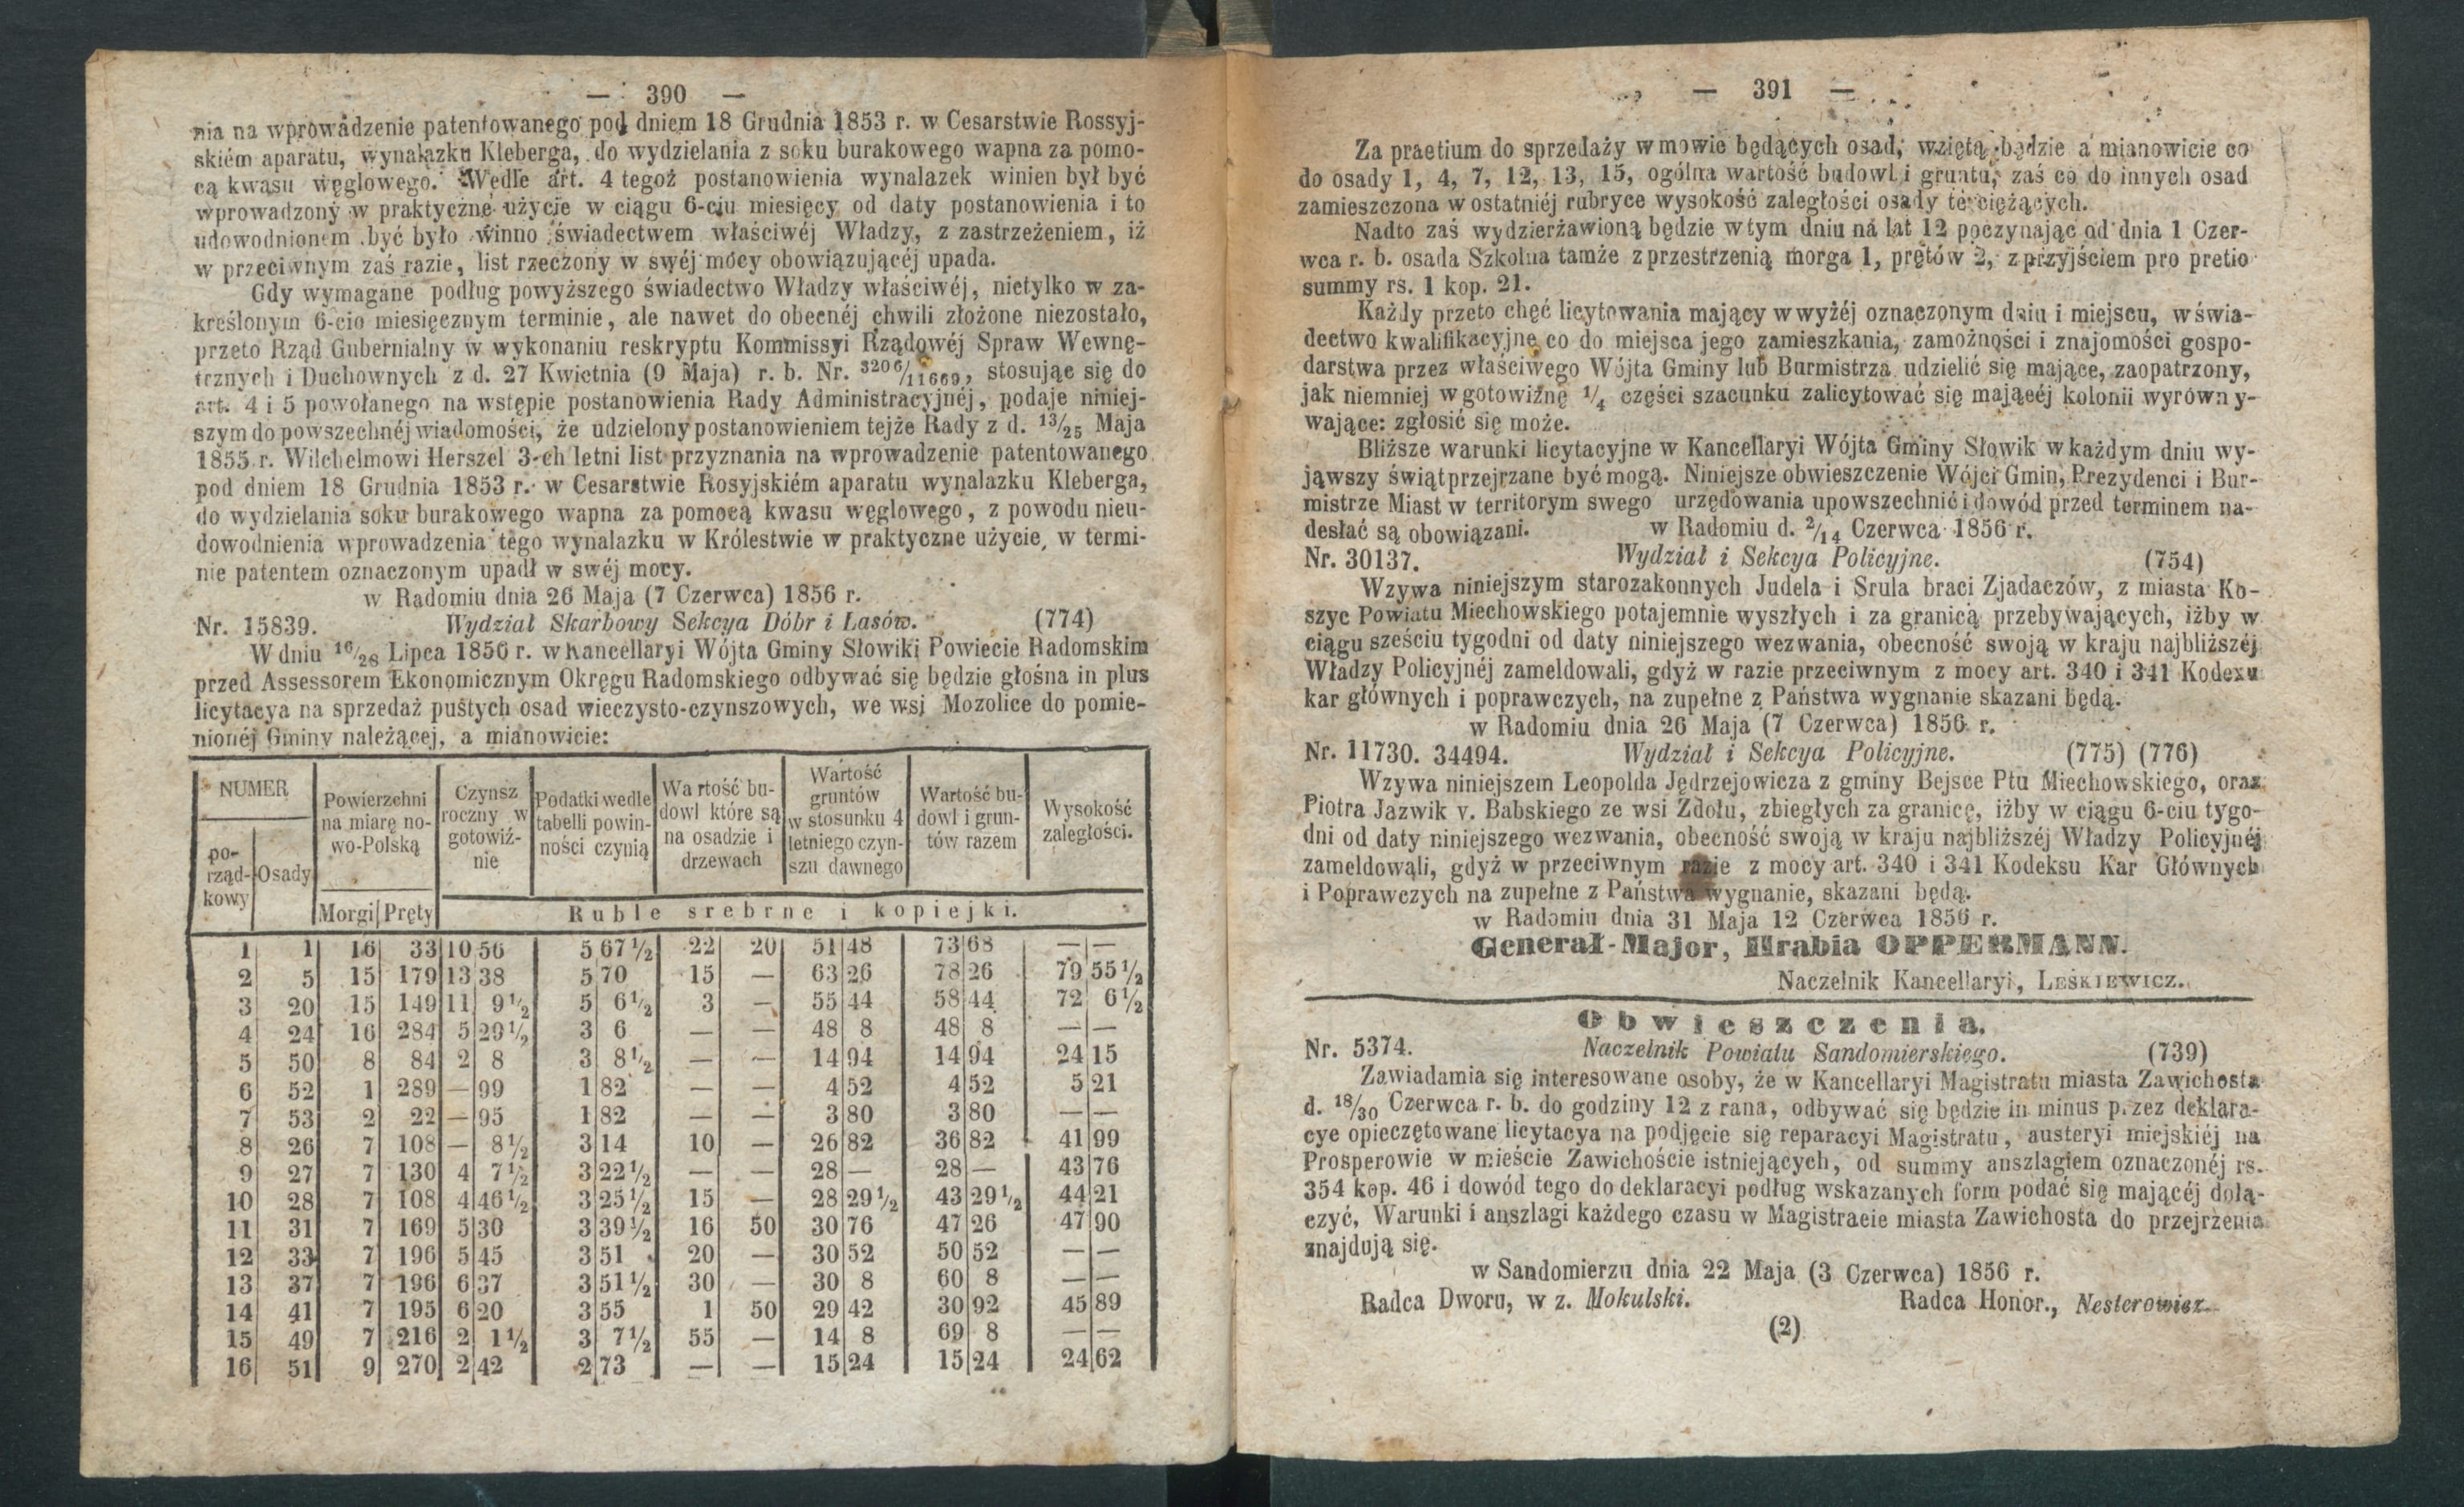 — 390 —
nia na wprowadzenie patentowanego pod dniem 18 Grudnia 1853 r. w Cesarstwie Rossyj-
skiém aparatu, wynalazku Kleberga, do wydzielania z soku burakowego wapna za pomo-
cą kwasu węglowego. Wedle art. 4 tegoż postanowienia wynalazek winien był być
wprowadzony w praktyczne użycie w ciągu 6-ciu miesięcy od daty postanowienia i to
udowodnionem być było winno świadectwem właściwéj Władzy, z zastrzeżeniem, iż
w przeciwnym zaś razie, list rzeczony w swéj mocy obowiązującéj upada.
Gdy wymagane podług powyższego świadectwo Władzy właściwéj, nietylko w za-
kreślonym 6-cio miesięcznym terminie, ale nawet do obecnéj chwili złożone niezostało,
przeto Rząd Gubernialny w wykonaniu reskryptu Kommissyi Rządowéj Spraw Wewnę-
trznych i Duchownych z d. 27 Kwietnia (9 Maja) r. b. Nr. 3206/11669, stosując się do
art. 4 i 5 powołanego na wstępie postanowienia Rady Administracyjnéj, podaje niniej-
szym do powszechnéj wiadomości, że udzielony postanowieniem tejże Rady z d. 13/25 Maja
1855 r. Wilchelmowi Herszel 3-ch letni list przyznania na wprowadzenie patentowanego
pod dniem 18 Grudnia 1853 r. w Cesarstwie Rosyjskiém aparatu wynalazku Kleberga,
do wydzielania soku burakowego wapna za pomocą kwasu węglowego, z powodu nieu-
dowodnienia wprowadzenia tego wynalazku w Królestwie w praktyczne użycie, w termi-
nie patentem oznaczonym upadł w swéj mocy.
w Radomiu dnia 26 Maja (7 Czerwca) 1856 r.
Nr. 15839. Wydział Skarbowy Sekcya Dóbr i Lasów. (774)
W dniu 16/28 Lipca 1856 r. w Kancellaryi Wójta Gminy Słowiki Powiecie Radomskim
przed Assessorem Ekonomicznym Okręgu Radomskiego odbywać się będzie głośna in plus
licytacya na sprzedaż pustych osad wieczysto-czynszowych, we wsi Mozolice do pomie-
nionéj Gminy należącej, a mianowicie:
NUMER
po-
rząd-
kowy
Osady
Powierzchni
na miarę no-
wo-Polską
Morgi Pręty
Czynsz
roczny w
gotowiź-
nie
Podatki wedle
tabelli powin-
ności czynią
Wartość bu-
dowl które są
na osadzie i
drzewach
Wartość
gruntów
w stosunku 4
letniego czyn-
szu dawnego
Wartość bu-
dowl i grun-
tów razem
Wysokość
zaległości.
Ruble srebrne i kopiejki.
1 1 16 33 10 56 5 67½ 22 20 51 48 73 68 — —
2 5 15 179 13 38 5 70 15 — 63 26 78 26 79 55½
3 20 15 149 11 9½ 5 6½ 3 — 55 44 58 44 72 6½
4 24 16 284 5 29½ 3 6 — — 48 8 48 8 — —
5 50 8 84 2 8 3 8½ — — 14 94 14 94 24 15
6 52 1 289 — 99 1 82 — — 4 52 4 52 5 21
7 53 2 22 — 95 1 82 — — 3 80 3 80 — —
8 26 7 108 — 8½ 3 14 10 — 26 82 36 82 41 99
9 27 7 130 4 7½ 3 22½ — — 28 — 28 — 43 76
10 28 7 108 4 46½ 3 25½ 15 — 28 29½ 43 29½ 44 21
11 31 7 169 5 30 3 39½ 16 50 30 76 47 26 47 90
12 33 7 196 5 45 3 51 20 — 30 52 50 52 — —
13 37 7 196 6 37 3 51½ 30 — 30 8 60 8 — —
14 41 7 195 6 20 3 55 1 50 29 42 30 92 45 89
15 49 7 216 2 1½ 3 7½ 55 — 14 8 69 8 — —
16 51 9 270 2 42 2 73 — — 15 24 15 24 24 62
— 391 —
Za praetium do sprzedaży w mowie będących osad, wziętą będzie a mianowicie co
do osady 1, 4, 7, 12, 13, 15, ogólna wartość budowl i gruntu, zaś co do innych osad
zamieszczona w ostatniéj rubryce wysokość zaległości osady té ciężących.
Nadto zaś wydzierżawioną będzie w tym dniu na lat 12 poczynając od dnia 1 Czer-
wca r. b. osada Szkolna tamże z przestrzenią morga 1, prętów 2, z przyjściem pro pretio
summy rs. 1 kop. 21.
Każdy przeto chęć licytowania mający w wyżéj oznaczonym dniu i miejscu, w świa-
dectwo kwalifikacyjne co do miejsca jego zamieszkania, zamożności i znajomości gospo-
darstwa przez właściwego Wójta Gminy lub Burmistrza udzielić się mające, zaopatrzony,
jak niemniej w gotowiźnę ¼ części szacunku zalicytować się mającéj kolonii wyrówny-
wające: zgłosić się może.
Bliższe warunki licytacyjne w Kancellaryi Wójta Gminy Słowik w każdym dniu wy-
jąwszy świąt przejrzane być mogą. Niniejsze obwieszczenie Wójci Gmin, Prezydenci i Bur-
mistrze Miast w territorym swego urzędowania upowszechnić i dowód przed terminem na-
desłać są obowiązani. w Radomiu d. 2/14 Czerwca 1856 r.
Nr. 30137. Wydział i Sekcya Policyjne. (754)
Wzywa niniejszym starozakonnych Judela i Srula braci Zjadaczów, z miasta Ko-
szyc Powiatu Miechowskiego potajemnie wyszłych i za granicą przebywających, iżby w
ciągu sześciu tygodni od daty niniejszego wezwania, obecność swoją w kraju najbliższéj
Władzy Policyjnéj zameldowali, gdyż w razie przeciwnym z mocy art. 340 i 341 Kodexu
kar głównych i poprawczych, na zupełne z Państwa wygnanie skazani będą.
w Radomiu dnia 26 Maja (7 Czerwca) 1856 r.
Nr. 11730. 34494. Wydział i Sekcya Policyjne. (775) (776)
Wzywa niniejszem Leopolda Jędrzejowicza z gminy Bejsce Ptu Miechowskiego, oraz
Piotra Jazwik v. Babskiego ze wsi Zdołu, zbiegłych za granicę, iżby w ciągu 6-ciu tygo-
dni od daty niniejszego wezwania, obecność swoją w kraju najbliższéj Władzy Policyjnéj
zameldowali, gdyż w przeciwnym razie z mocy art. 340 i 341 Kodeksu Kar Głównych
i Poprawczych na zupełne z Państwa wygnanie, skazani będą.
w Radomiu dnia 31 Maja 12 Czerwca 1856 r.
Generał-Major, Hrabia OPPERMANN.
Naczelnik Kancellaryi, LEŚKIEWICZ.
Obwieszczenia.
Nr. 5374. Naczelnik Powiatu Sandomierskiego. (739)
Zawiadamia się interesowane osoby, że w Kancellaryi Magistratu miasta Zawichosta
d. 18/30 Czerwca r. b. do godziny 12 z rana, odbywać się będzie in minus przez deklara-
cye opieczętowane licytacya na podjęcie się reparacyi Magistratu, austeryi miejskiéj na
Prosperowie w mieście Zawichoście istniejących, od summy anszlagiem oznaczonéj rs.
354 kop. 46 i dowód tego do deklaracyi podług wskazanych form podać się mającéj dołą-
czyć, Warunki i anszlagi każdego czasu w Magistracie miasta Zawichosta do przejrzenia
znajdują się.
w Sandomierzu dnia 22 Maja (3 Czerwca) 1856 r.
Radca Dworu, w z. Mokulski. Radca Honor., Nesterowicz
(2)